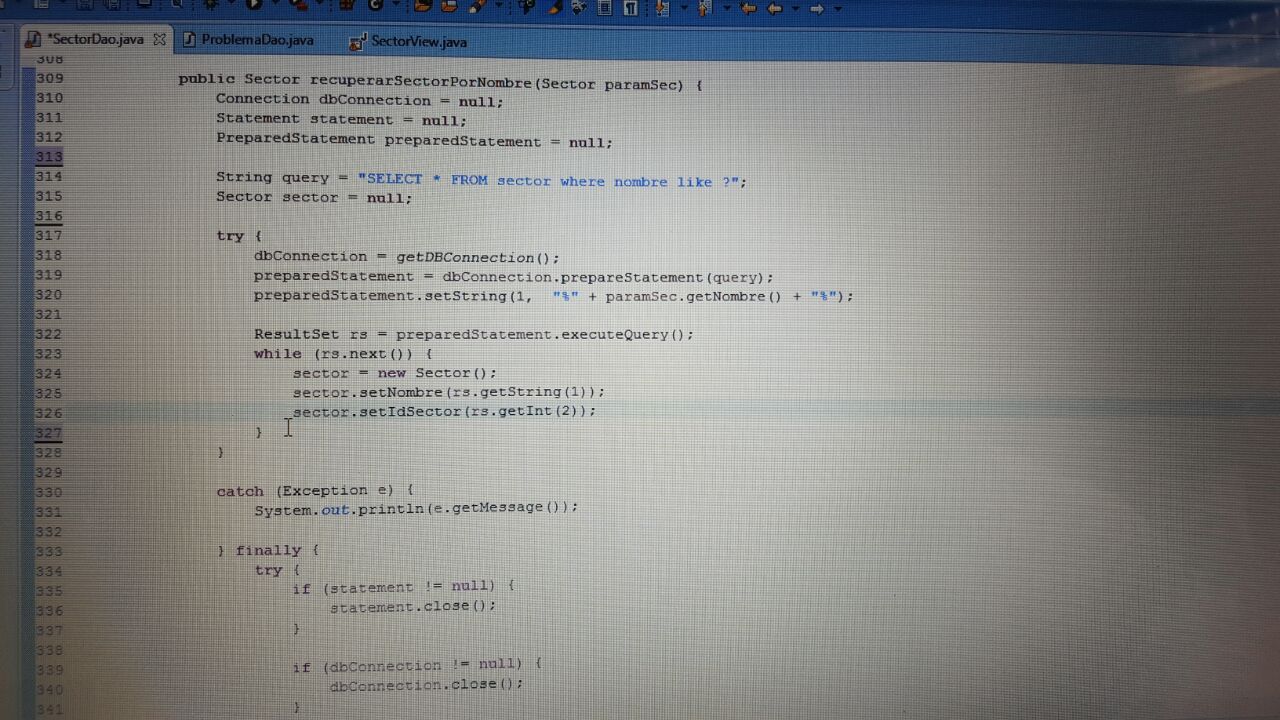 *SectorDao.java ProblemaDao.java SectorView.java
308
309 public Sector recuperarSectorPorNombre(Sector paramSec) {
310 Connection dbConnection = null;
311 Statement statement = null;
312 PreparedStatement preparedStatement = null;
313
314 String query = "SELECT * FROM sector where nombre like ?";
315 Sector sector = null;
316
317 try {
318 dbConnection = getDBConnection();
319 preparedStatement = dbConnection.prepareStatement(query);
320 preparedStatement.setString(1, "%" + paramSec.getNombre() + "%");
321
322 ResultSet rs = preparedStatement.executeQuery();
323 while (rs.next()) {
324 sector = new Sector();
325 sector.setNombre(rs.getString(1));
326 sector.setIdSector(rs.getInt(2));
327 }
328 }
329
330 catch (Exception e) {
331 System.out.println(e.getMessage());
332
333 } finally {
334 try {
335 if (statement != null) {
336 statement.close();
337 }
338
339 if (dbConnection != null) {
340 dbConnection.close();
341 }